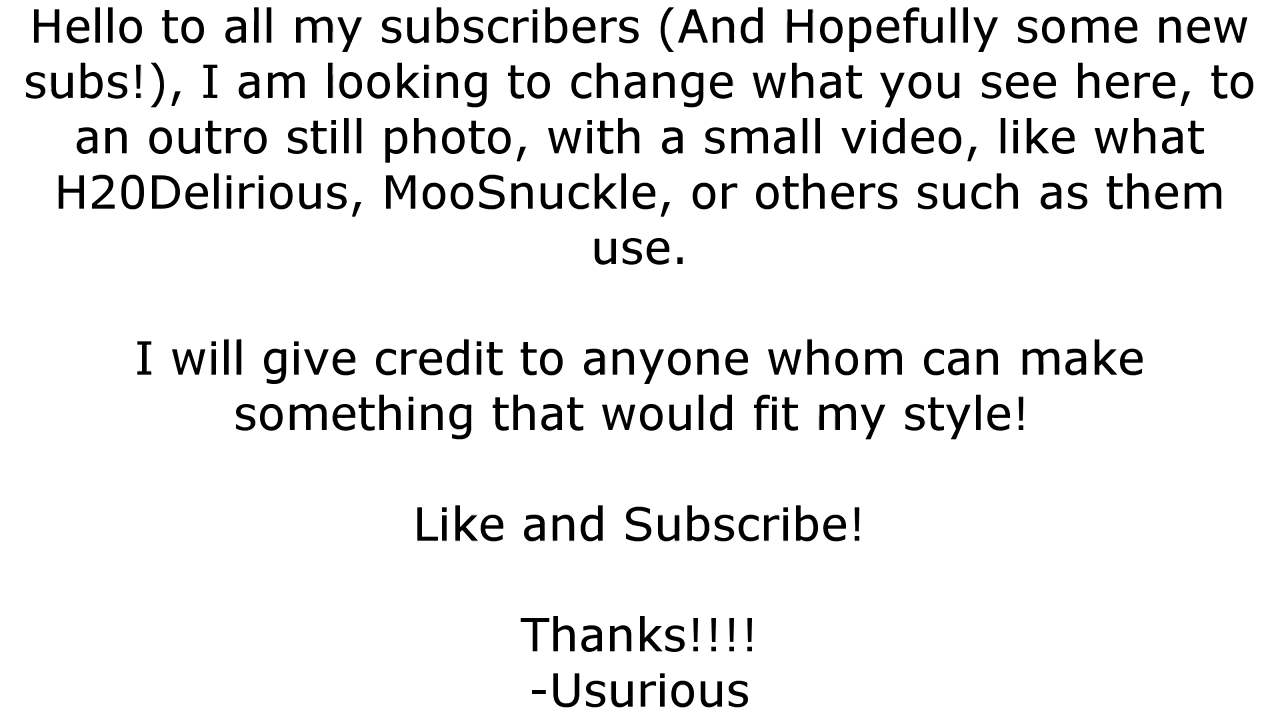 Hello to all my subscribers (And Hopefully some new
subs!), I am looking to change what you see here, to
an outro still photo, with a small video, like what
H20Delirious, MooSnuckle, or others such as them
use.
I will give credit to anyone whom can make
something that would fit my style!
Like and Subscribe!
Thanks!!!!
-Usurious